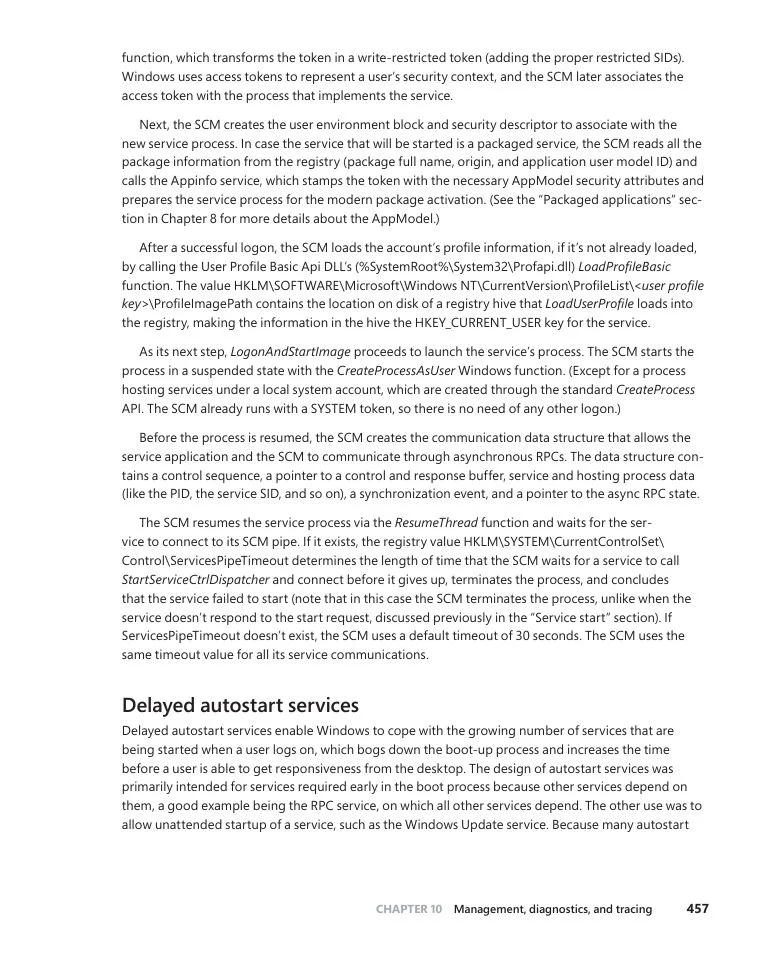 function, which transforms the token in a write-restricted token (adding the proper restricted SIDs).
Windows uses access tokens to represent a user’s security context, and the SCM later associates the
access token with the process that implements the service.
Next, the SCM creates the user environment block and security descriptor to associate with the
new service process. In case the service that will be started is a packaged service, the SCM reads all the
package information from the registry (package full name, origin, and application user model ID) and
calls the Appinfo service, which stamps the token with the necessary AppModel security attributes and
prepares the service process for the modern package activation. (See the “Packaged applications” sec-
tion in Chapter 8 for more details about the AppModel.)
After a successful logon, the SCM loads the account’s profile information, if it’s not already loaded,
by calling the User Profile Basic Api DLL’s (%SystemRoot%\System32\Profapi.dll) LoadProfileBasic
function. The value HKLM\SOFTWARE\Microsoft\Windows NT\CurrentVersion\ProfileList\<user profile
key>\ProfileImagePath contains the location on disk of a registry hive that LoadUserProfile loads into
the registry, making the information in the hive the HKEY_CURRENT_USER key for the service.
As its next step, LogonAndStartImage proceeds to launch the service’s process. The SCM starts the
process in a suspended state with the CreateProcessAsUser Windows function. (Except for a process
hosting services under a local system account, which are created through the standard CreateProcess
API. The SCM already runs with a SYSTEM token, so there is no need of any other logon.)
Before the process is resumed, the SCM creates the communication data structure that allows the
service application and the SCM to communicate through asynchronous RPCs. The data structure con-
tains a control sequence, a pointer to a control and response buffer, service and hosting process data
(like the PID, the service SID, and so on), a synchronization event, and a pointer to the async RPC state.
The SCM resumes the service process via the ResumeThread function and waits for the ser-
vice to connect to its SCM pipe. If it exists, the registry value HKLM\SYSTEM\CurrentControlSet\
Control\ServicesPipeTimeout determines the length of time that the SCM waits for a service to call
StartServiceCtrlDispatcher and connect before it gives up, terminates the process, and concludes
that the service failed to start (note that in this case the SCM terminates the process, unlike when the
service doesn’t respond to the start request, discussed previously in the “Service start” section). If
ServicesPipeTimeout doesn’t exist, the SCM uses a default timeout of 30 seconds. The SCM uses the
same timeout value for all its service communications.
Delayed autostart services
Delayed autostart services enable Windows to cope with the growing number of services that are
being started when a user logs on, which bogs down the boot-up process and increases the time
before a user is able to get responsiveness from the desktop. The design of autostart services was
primarily intended for services required early in the boot process because other services depend on
them, a good example being the RPC service, on which all other services depend. The other use was to
allow unattended startup of a service, such as the Windows Update service. Because many autostart
CHAPTER 10 Management, diagnostics, and tracing 457